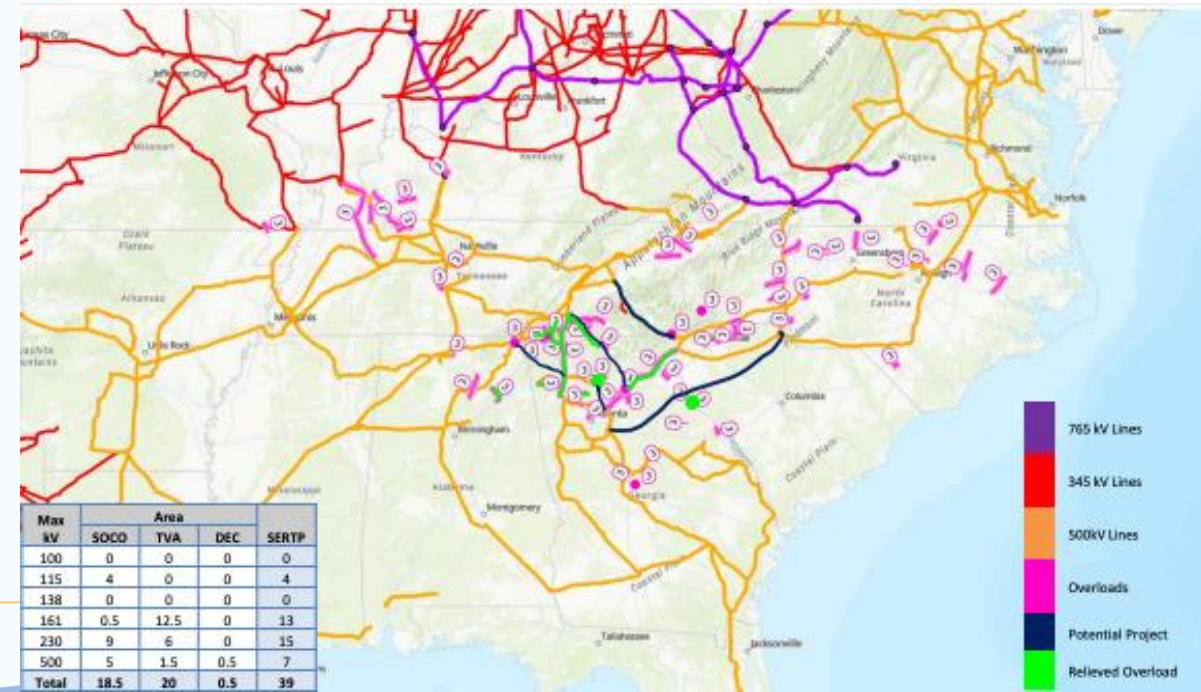 Jefferson City
Louis
Dover
Washington
Maryland
Allegheny Mountains
Louisville
Frankfort
Charleston
Missouri
Kentucky
Virginia
Richmond
Norfolk
Ozark
Plateau
Cumberland Plateau
Appalachian Mountains
Blue Ridge
Nashville
Tennessee
Greensboro
Raleigh
North
Carolina
Arkansas
Memphis
Little Rock
Piedmont
Columbia
Birmingham
Coastal Plain
Mississippi
Alabama
Georgia
Montgomery
Tallahassee
Jacksonville
765 kV Lines
345 kV Lines
500kV Lines
Overloads
Potential Project
Relieved Overload
Max kV Area SERTP
SOCO TVA DEC
100 0 0 0 0
115 4 0 0 4
138 0 0 0 0
161 0.5 12.5 0 13
230 9 6 0 15
500 5 1.5 0.5 7
Total 18.5 20 0.5 39